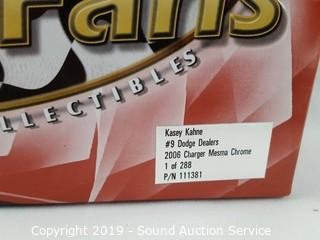 Fans
COLLECTIBLES
Kasey Kahne
#9 Dodge Dealers
2006 Charger Mesma Chrome
1 of 288
P/N 111381
Copyright 2019 - Sound Auction Service